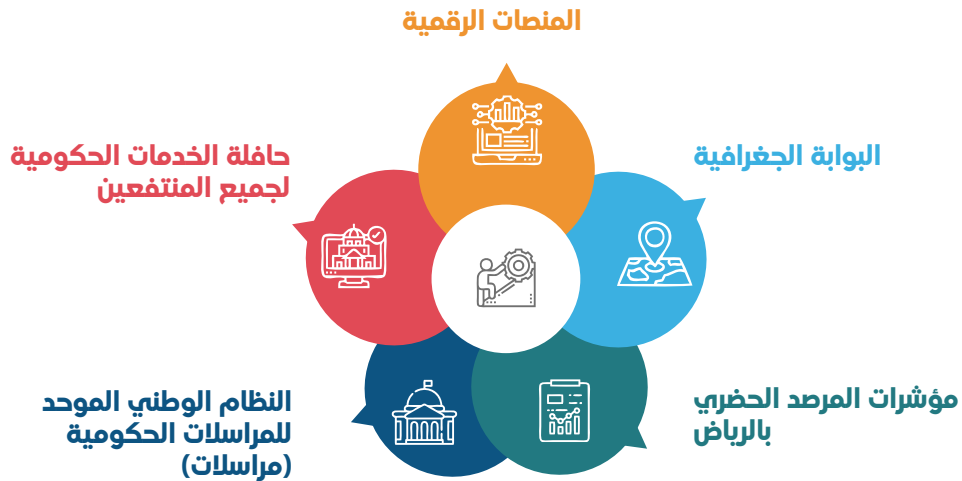 المنصات الرقمية
البوابة الجغرافية
حافلة الخدمات الحكومية
لجميع المنتفعين
مؤشرات المرصد الحضري
بالرياض
النظام الوطني الموحد
للمراسلات الحكومية
(مراسلات)